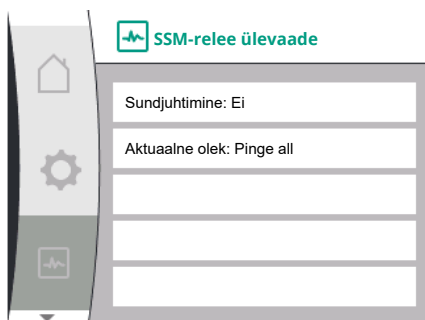 SSM-relee ülevaade
Sundjuhtimine: Ei
Aktuaalne olek: Pinge all